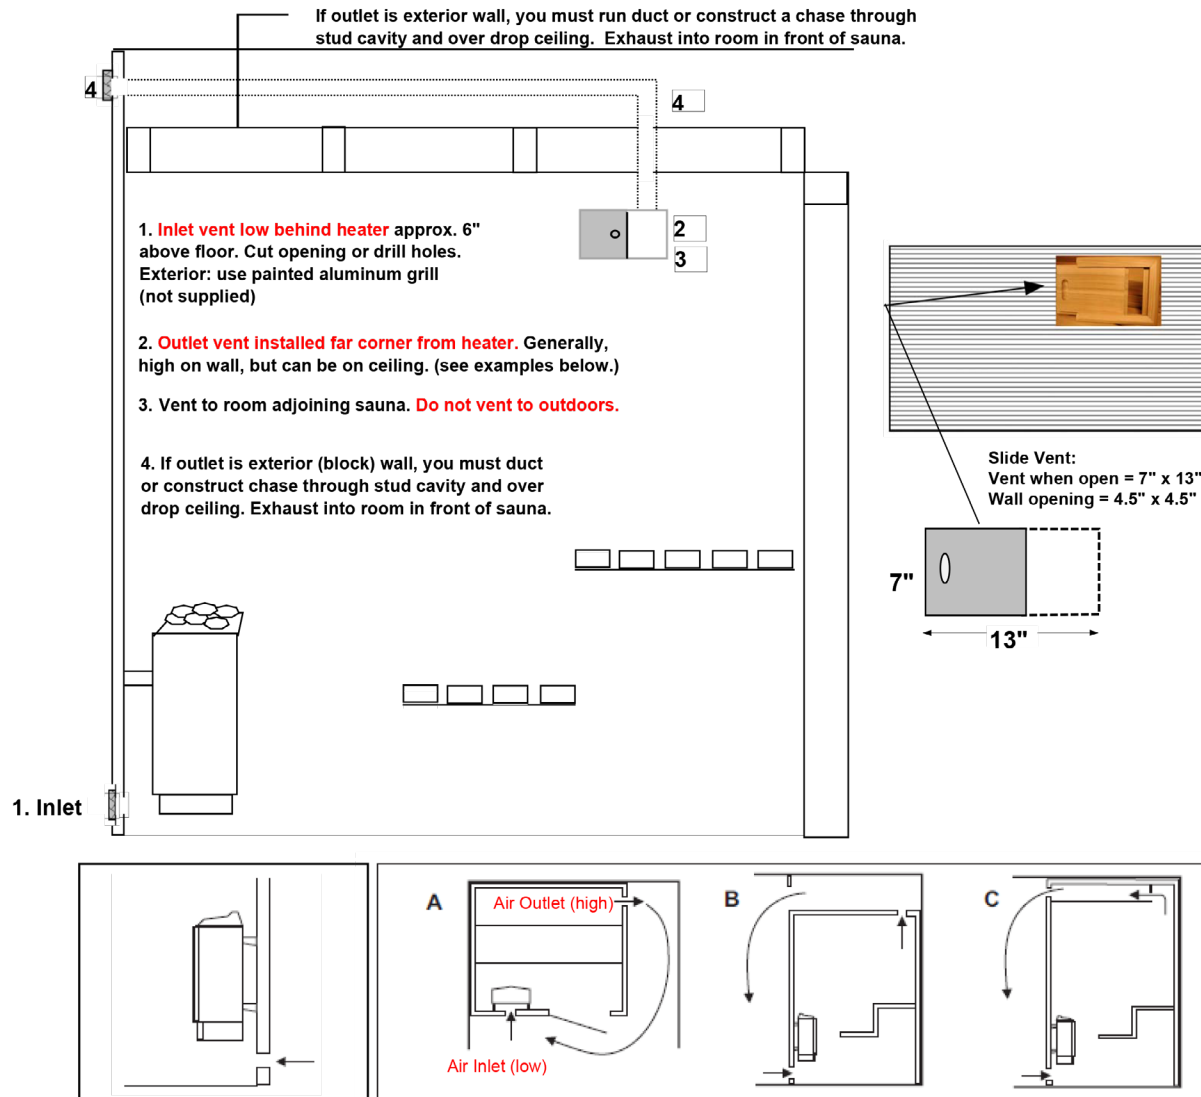 If outlet is exterior wall, you must run duct or construct a chase through
stud cavity and over drop ceiling. Exhaust into room in front of sauna.
4
4
1. Inlet vent low behind heater approx. 6"
above floor. Cut opening or drill holes.
Exterior: use painted aluminum grill
(not supplied)
2
3
2. Outlet vent installed far corner from heater. Generally,
high on wall, but can be on ceiling. (see examples below.)
3. Vent to room adjoining sauna. Do not vent to outdoors.
4. If outlet is exterior (block) wall, you must duct
or construct chase through stud cavity and over
drop ceiling. Exhaust into room in front of sauna.
Slide Vent:
Vent when open = 7" x 13"
Wall opening = 4.5" x 4.5"
7"
13"
1. Inlet
A
Air Outlet (high)
Air Inlet (low)
B
C